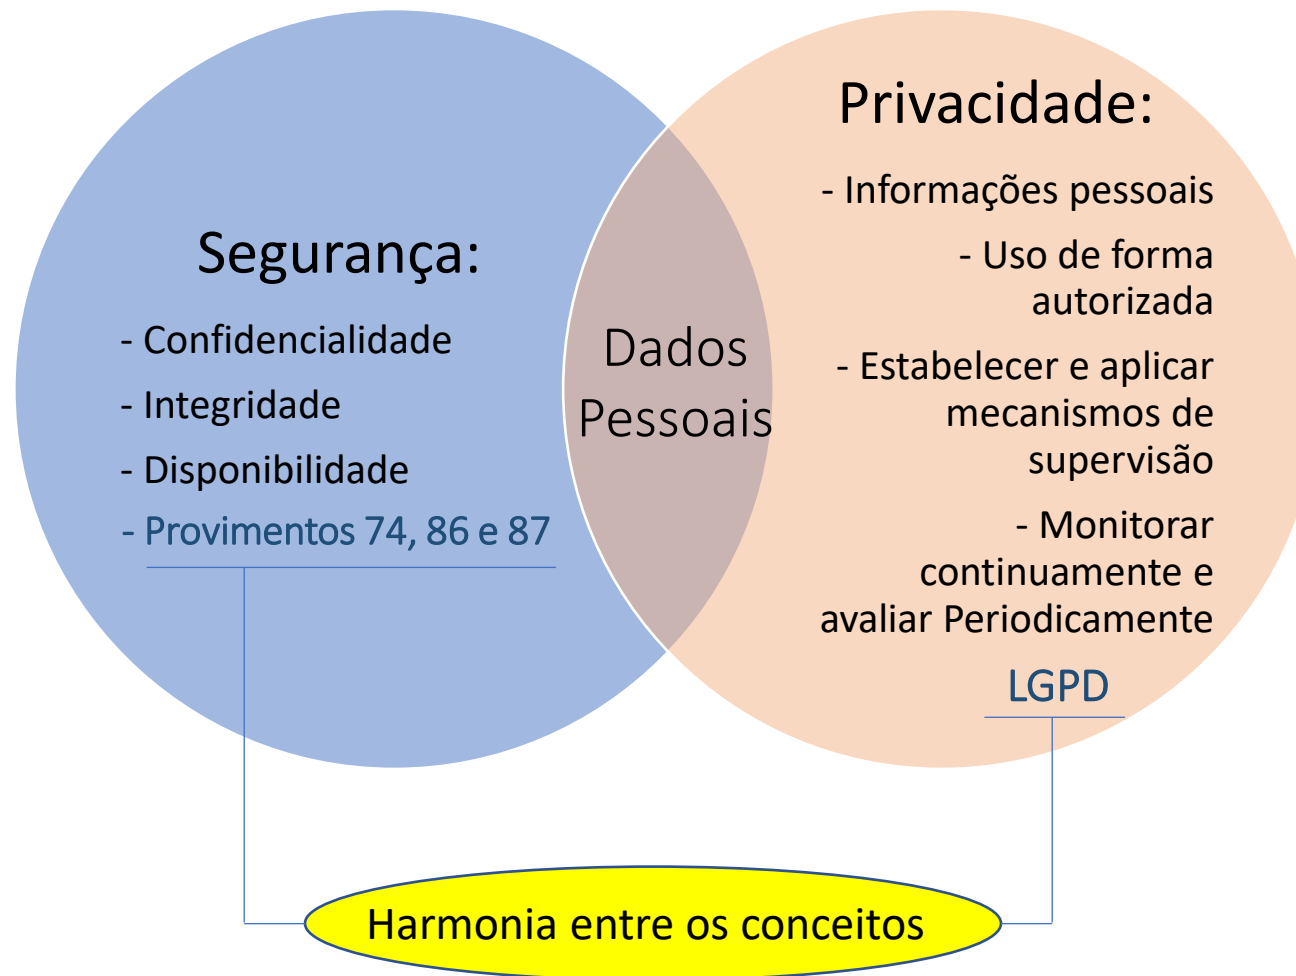 Segurança:
- Confidencialidade
- Integridade
- Disponibilidade
- Provimentos 74, 86 e 87
Dados
Pessoais
Privacidade:
- Informações pessoais
- Uso de forma
autorizada
- Estabelecer e aplicar
mecanismos de
supervisão
- Monitorar
continuamente e
avaliar Periodicamente
LGPD
Harmonia entre os conceitos